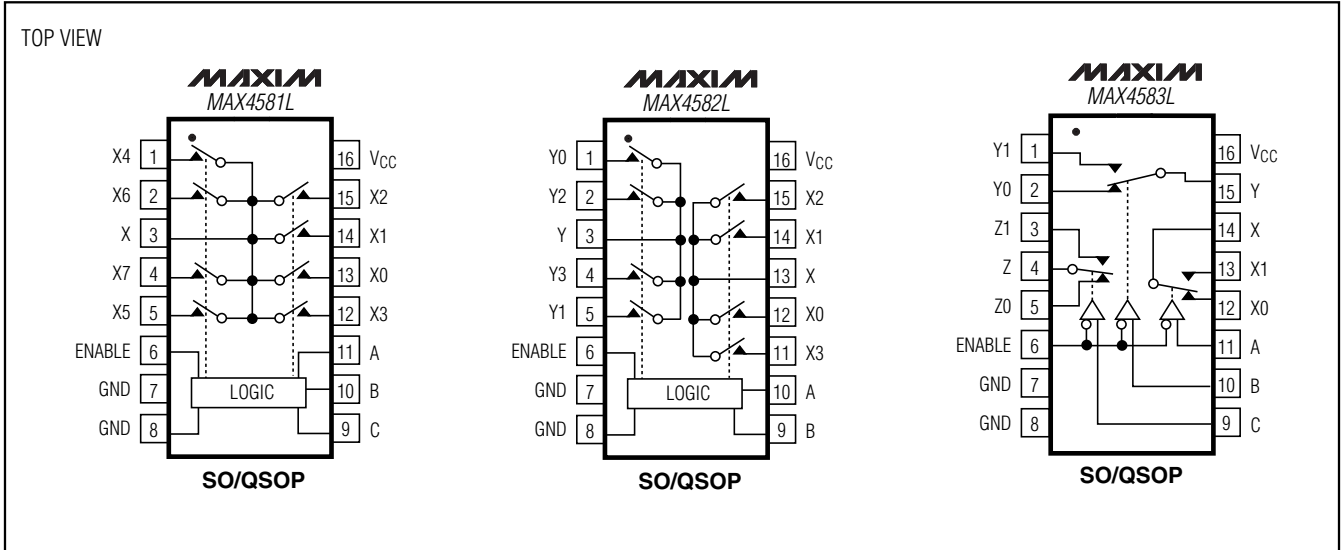 TOP VIEW
MAXIM
MAX4581L
X4 1
X6 2
X 3
X7 4
X5 5
ENABLE 6
GND 7
GND 8
16 VCC
15 X2
14 X1
13 X0
12 X3
11 A
10 B
9 C
LOGIC
SO/QSOP
MAXIM
MAX4582L
Y0 1
Y2 2
Y 3
Y3 4
Y1 5
ENABLE 6
GND 7
GND 8
16 VCC
15 X2
14 X1
13 X
12 X0
11 X3
10 A
9 B
LOGIC
SO/QSOP
MAXIM
MAX4583L
Y1 1
Y0 2
Z1 3
Z 4
Z0 5
ENABLE 6
GND 7
GND 8
16 VCC
15 Y
14 X
13 X1
12 X0
11 A
10 B
9 C
SO/QSOP